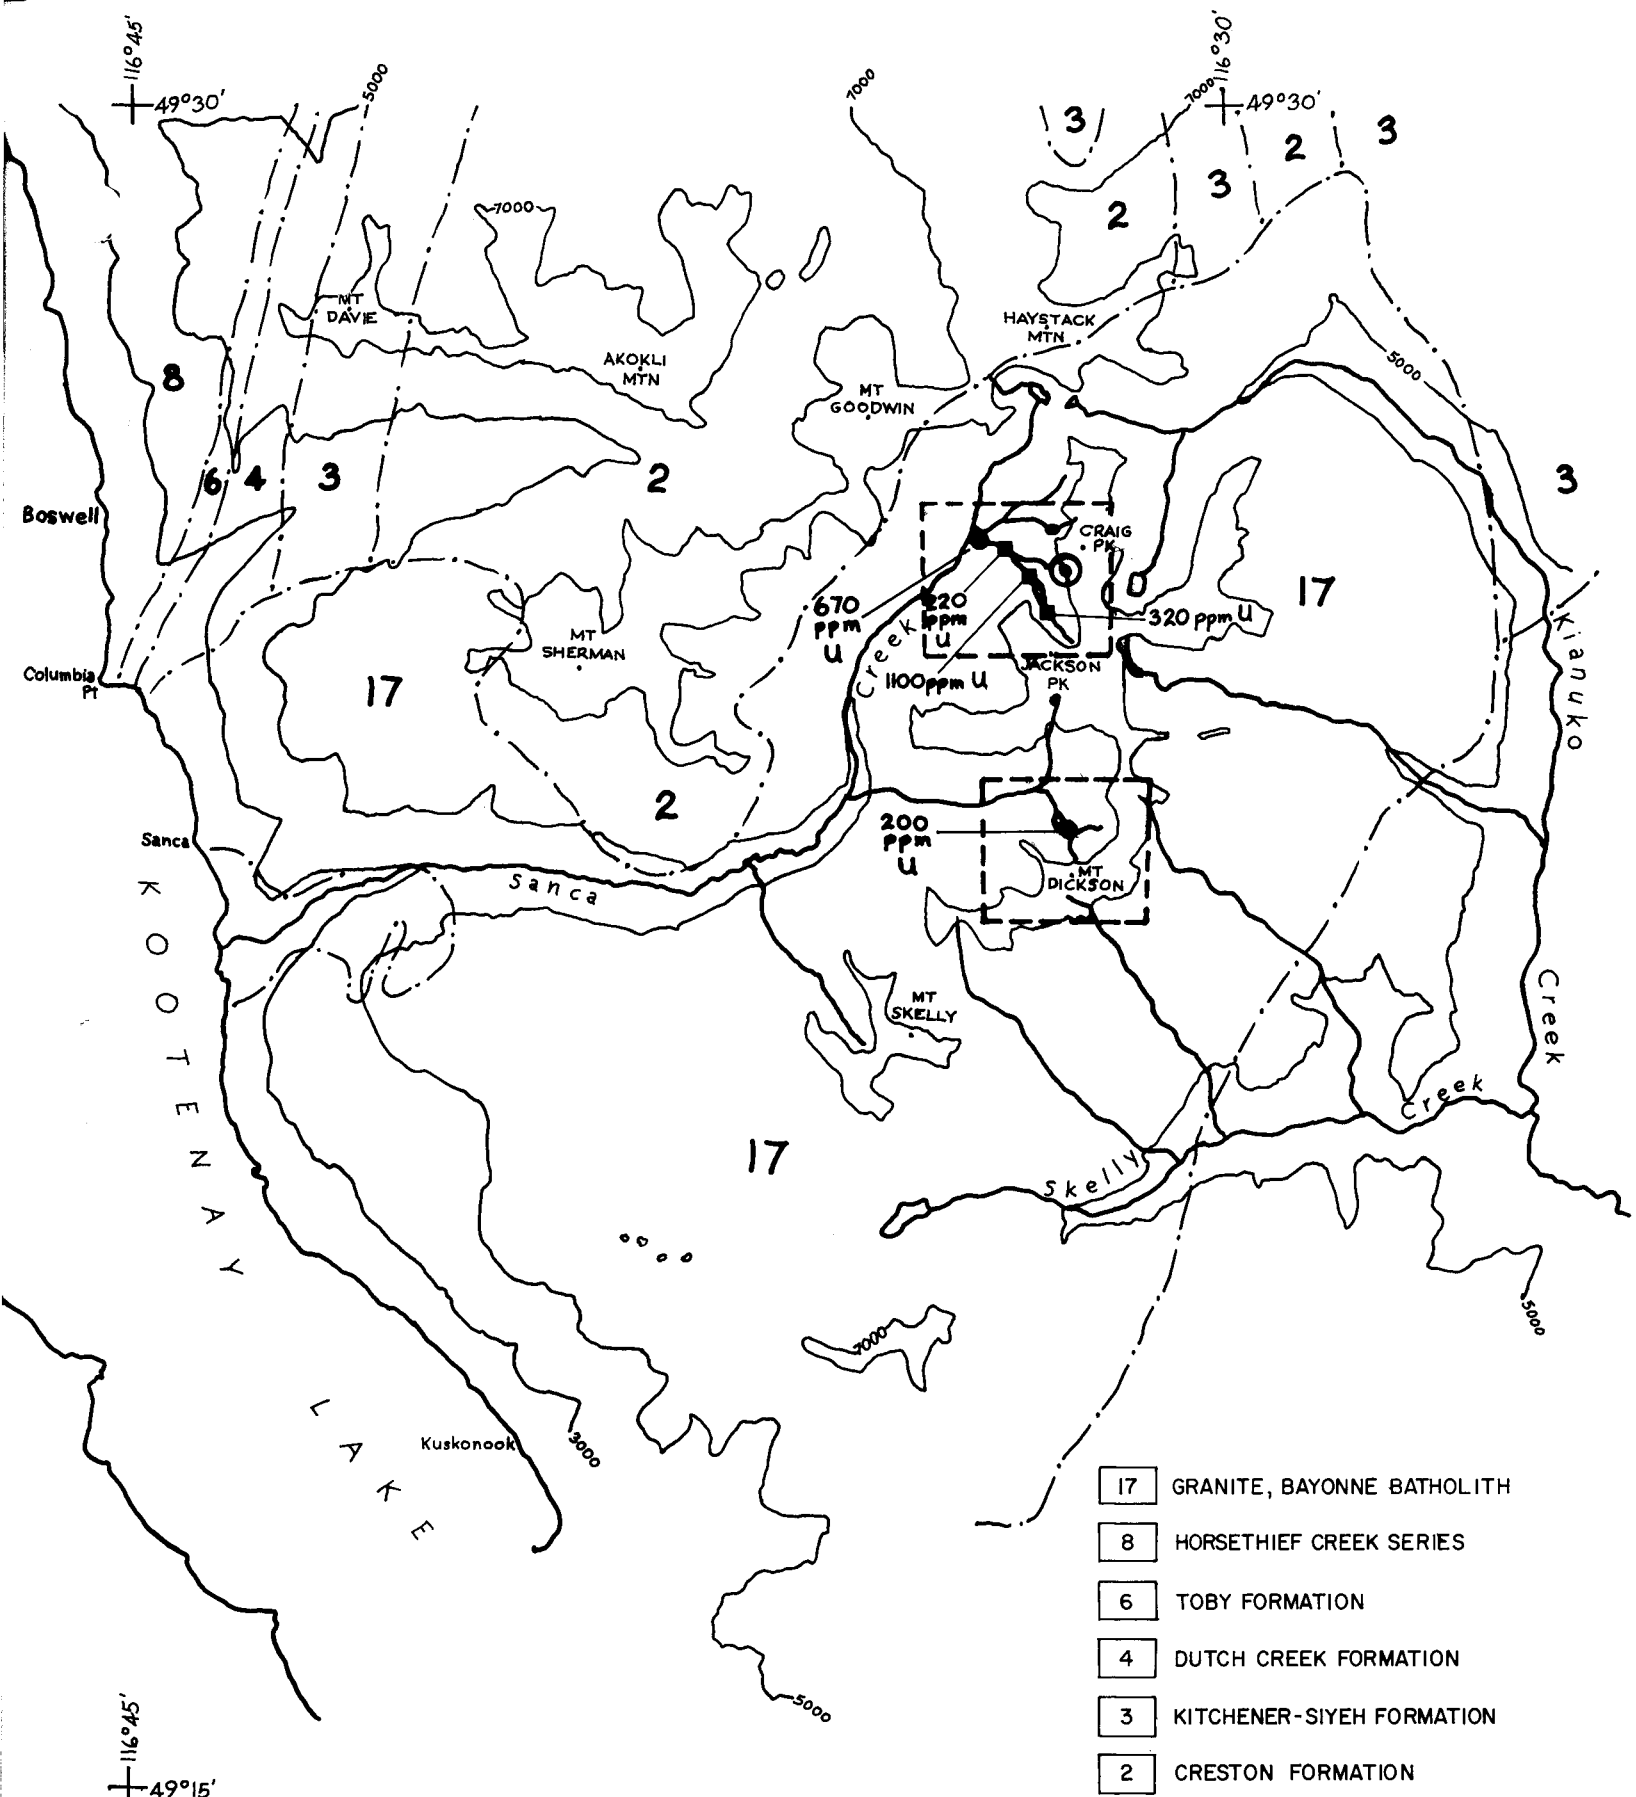 116°45'
49°30'
5000
7000
7000
116°30'
49°30'
3
2
3
3
2
7000
MT
DAVIE
HAYSTACK
MTN
AKOKLI
MTN
MT
GOODWIN
5000
8
6
4
3
2
3
Boswell
CRAIG
PK
17
670
ppm
U
220
ppm
U
320 ppm U
Creek
1100 ppm U
MT
SHERMAN
JACKSON
PK
Columbia
Pt
17
Kianuko
2
200
ppm
U
Sanca
Sanca
MT
DICKSON
KOOTENAY
MT
SKELLY
Creek
Creek
17
Skelly
7000
5000
LAKE
Kuskonook
3000
5000
17 GRANITE, BAYONNE BATHOLITH
8 HORSETHIEF CREEK SERIES
6 TOBY FORMATION
4 DUTCH CREEK FORMATION
3 KITCHENER-SIYEH FORMATION
2 CRESTON FORMATION
116°45'
49°15'